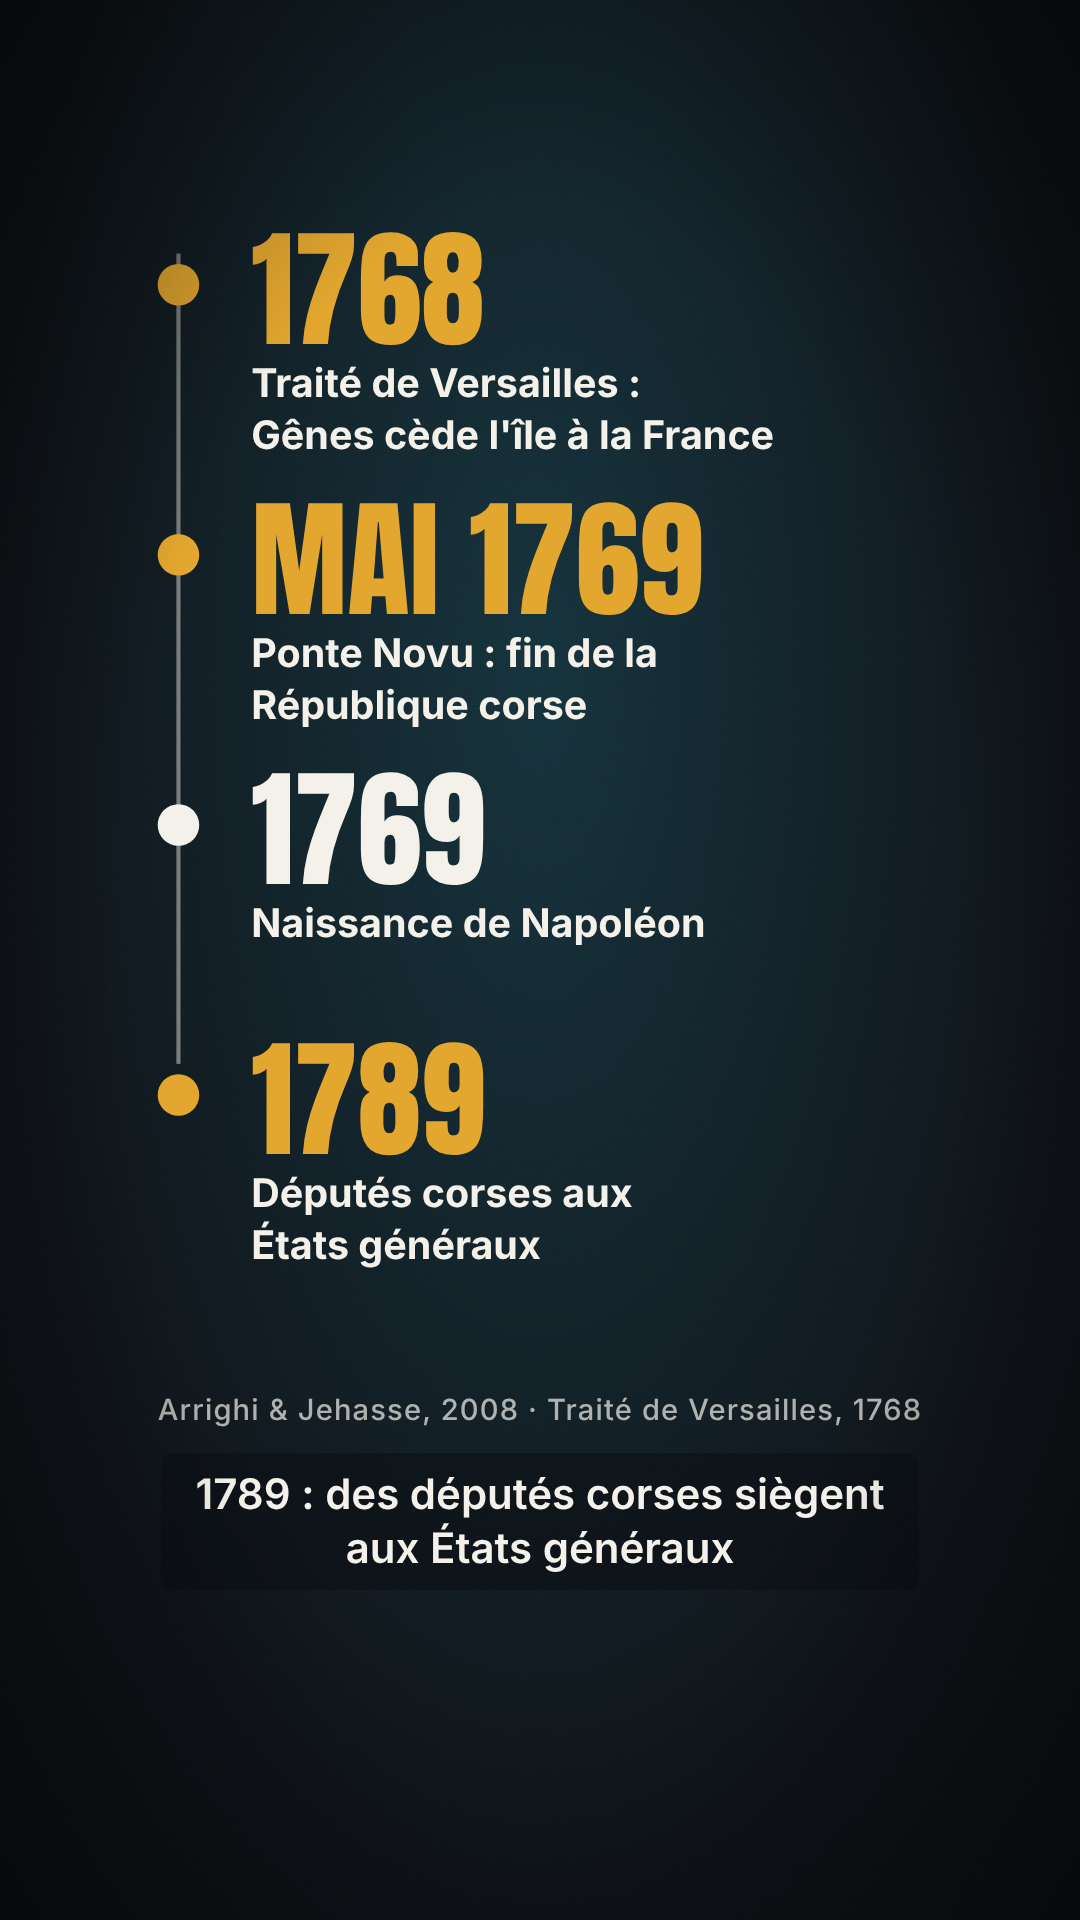 1768
Traité de Versailles :
Gênes cède l'île à la France
MAI 1769
Ponte Novu : fin de la
République corse
1769
Naissance de Napoléon
1789
Députés corses aux
États généraux
Arrighi & Jehasse, 2008 · Traité de Versailles, 1768
1789 : des députés corses siègent
aux États généraux